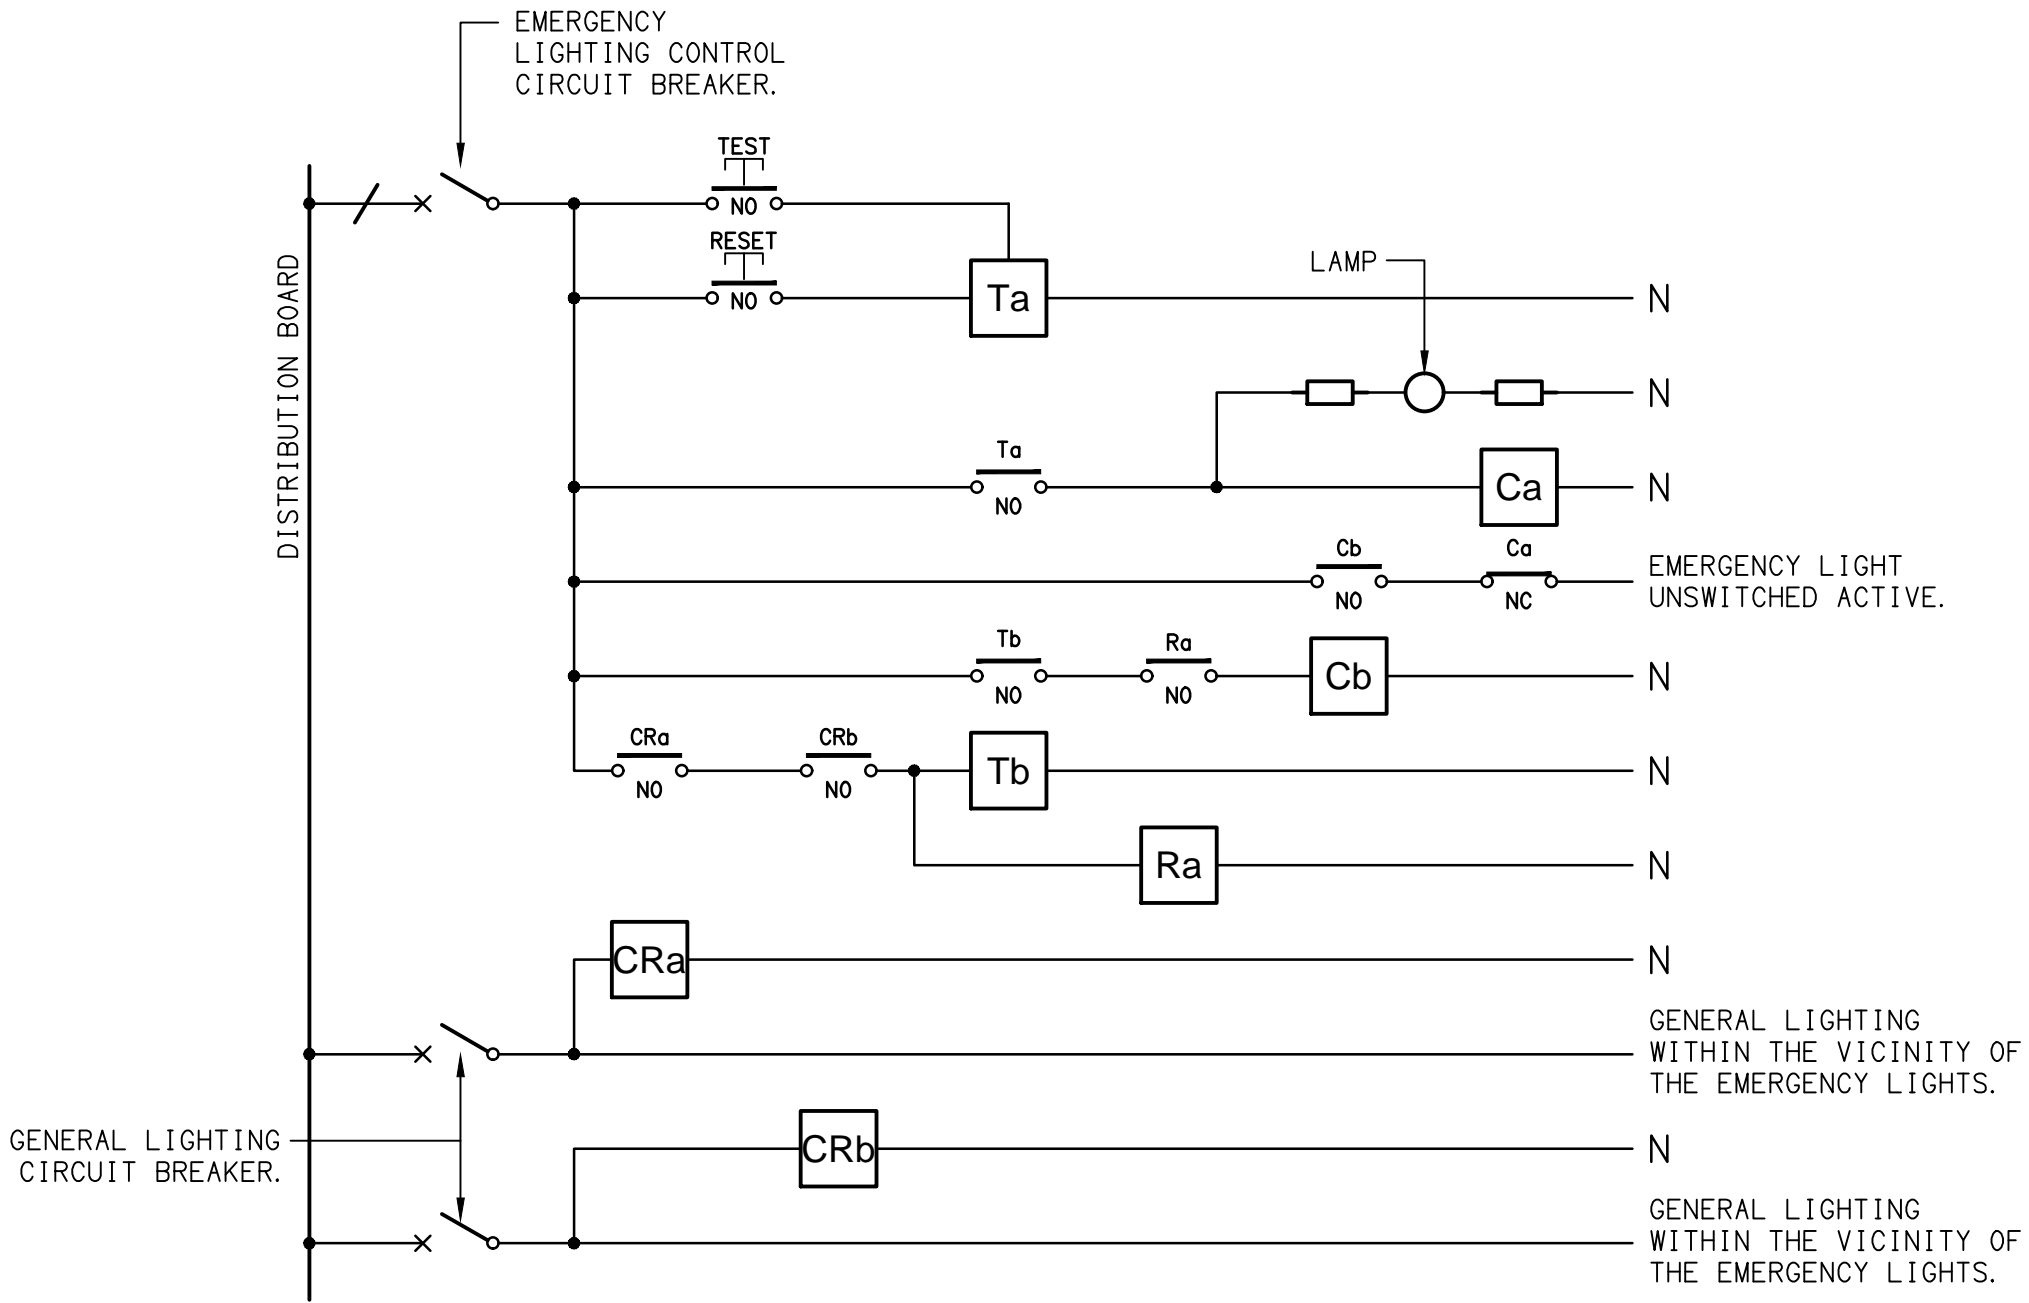 EMERGENCY
LIGHTING CONTROL
CIRCUIT BREAKER.
TEST
NO
RESET
NO
Ta
N
LAMP
N
DISTRIBUTION BOARD
Ta
NO
Ca
N
Cb
NO
Ca
NC
EMERGENCY LIGHT
UNSWITCHED ACTIVE.
Tb
NO
Ra
NO
Cb
N
CRa
NO
CRb
NO
Tb
N
Ra
N
CRa
N
GENERAL LIGHTING
WITHIN THE VICINITY OF
THE EMERGENCY LIGHTS.
GENERAL LIGHTING
CIRCUIT BREAKER.
CRb
N
GENERAL LIGHTING
WITHIN THE VICINITY OF
THE EMERGENCY LIGHTS.